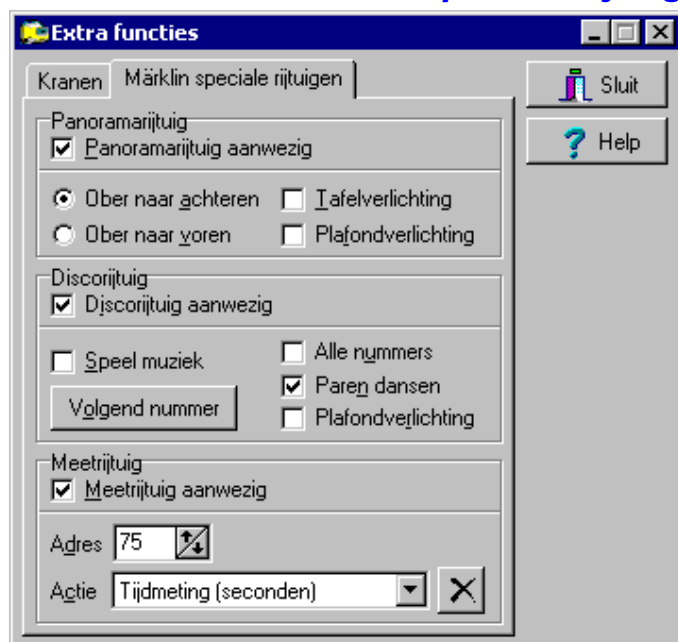 Extra functies
Kranen Märklin speciale rijtuigen
Sluit
Help
Panoramarijtuig
Panoramarijtuig aanwezig
Ober naar achteren Tafelverlichting
Ober naar voren Plafondverlichting
Discorijtuig
Discorijtuig aanwezig
Speel muziek Alle nummers
Paren dansen
Volgend nummer Plafondverlichting
Meetrijtuig
Meetrijtuig aanwezig
Adres 75
Actie Tijdmeting (seconden)